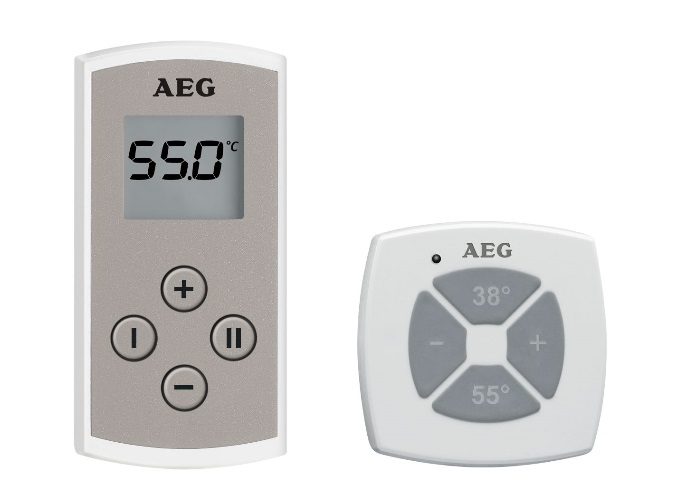 AEG
55.0 °C
+
I II
−
AEG
38°
− +
55°